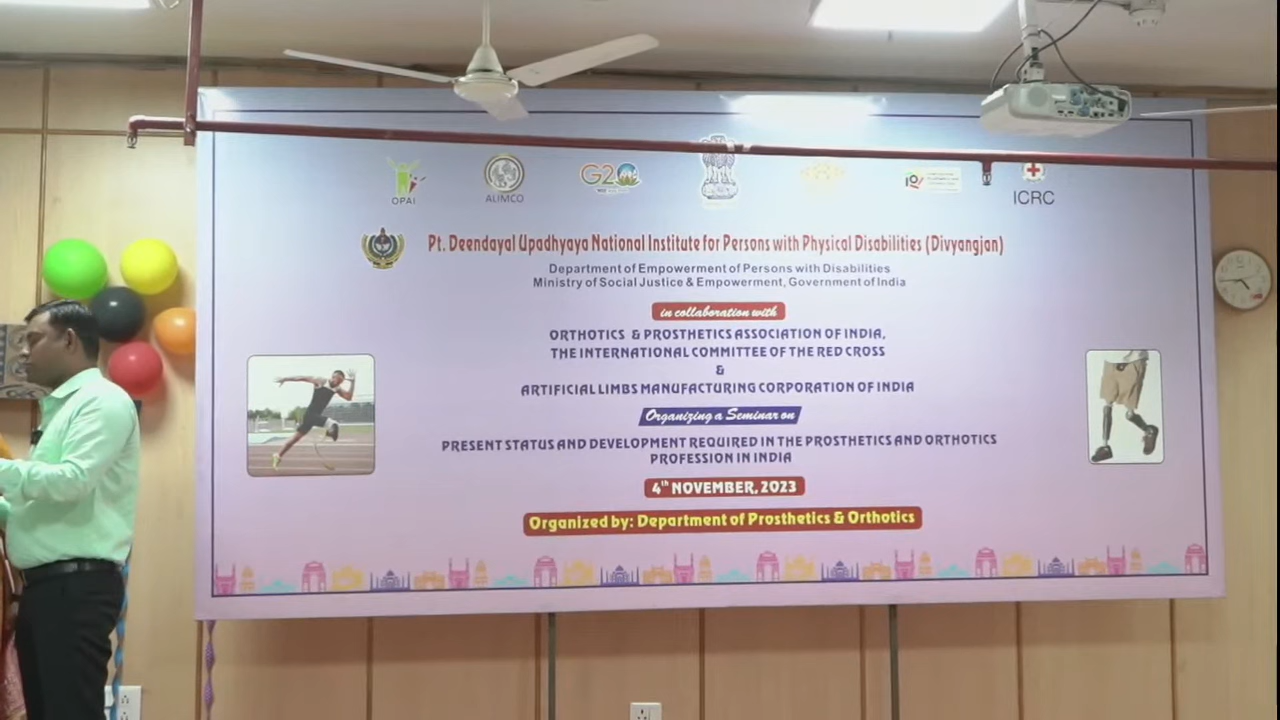 OPAI
ALIMCO
G20
ICRC
Pt. Deendayal Upadhyaya National Institute for Persons with Physical Disabilities (Divyangjan)
Department of Empowerment of Persons with Disabilities
Ministry of Social Justice & Empowerment, Government of India
in collaboration with
ORTHOTICS & PROSTHETICS ASSOCIATION OF INDIA,
THE INTERNATIONAL COMMITTEE OF THE RED CROSS
&
ARTIFICIAL LIMBS MANUFACTURING CORPORATION OF INDIA
Organizing a Seminar on
PRESENT STATUS AND DEVELOPMENT REQUIRED IN THE PROSTHETICS AND ORTHOTICS
PROFESSION IN INDIA
4th NOVEMBER, 2023
Organized by: Department of Prosthetics & Orthotics